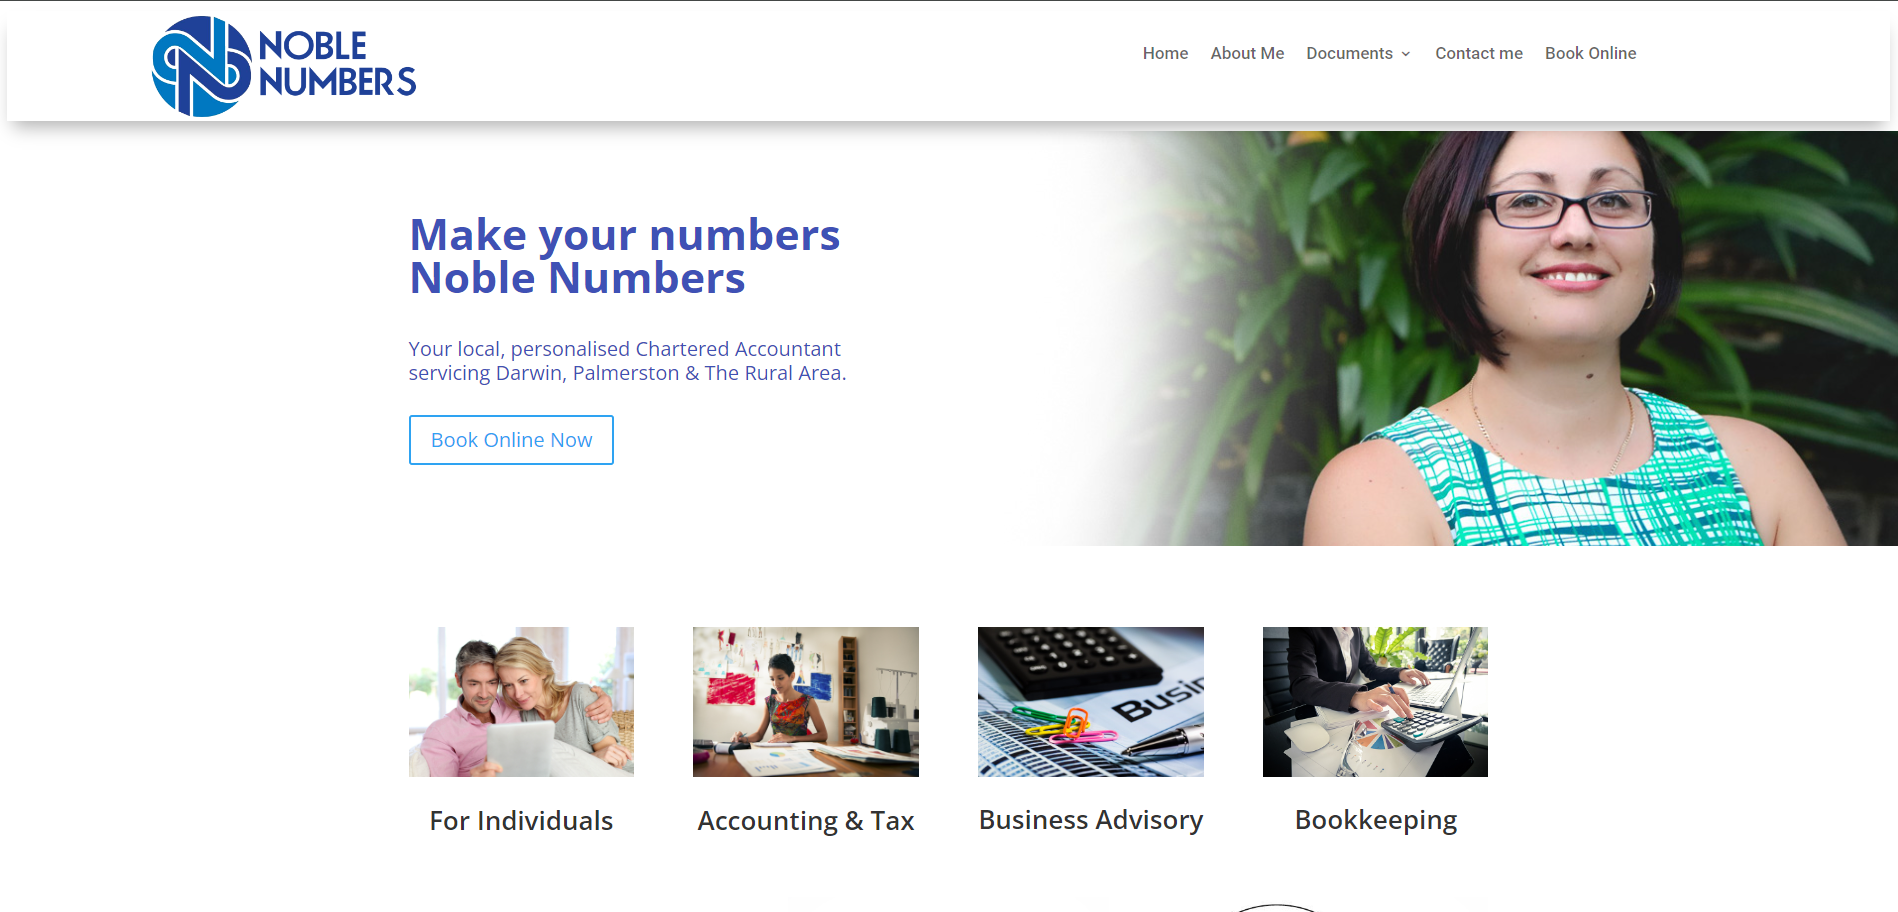 NOBLE
NUMBERS
Home About Me Documents Contact me Book Online
Make your numbers
Noble Numbers
Your local, personalised Chartered Accountant
servicing Darwin, Palmerston & The Rural Area.
Book Online Now
Busin
For Individuals Accounting & Tax Business Advisory Bookkeeping